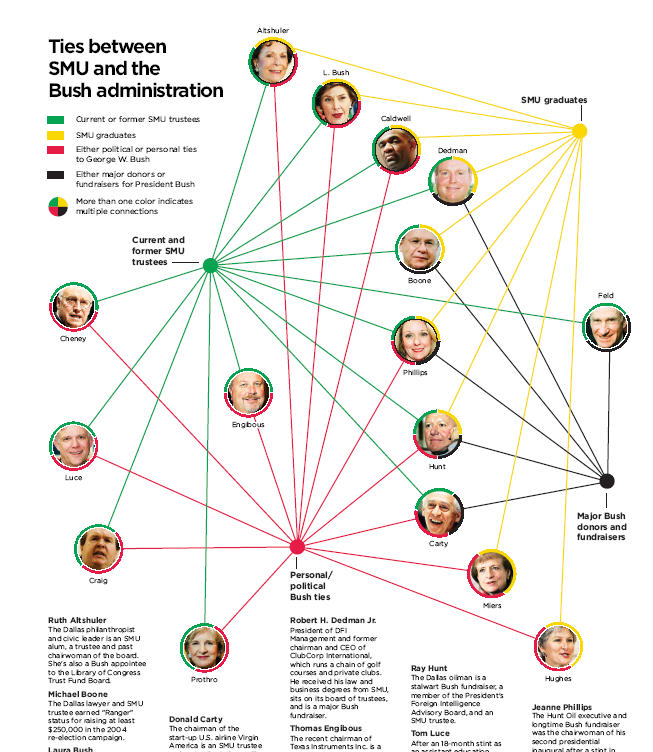 Ties between
SMU and the
Bush administration
Current or former SMU trustees
SMU graduates
Either political or personal ties
to George W. Bush
Either major donors or
fundraisers for President Bush
More than one color indicates
multiple connections
Altshuler
L. Bush
Caldwell
Dedman
SMU graduates
Current and
former SMU
trustees
Boone
Feld
Cheney
Phillips
Engibous
Hunt
Luce
Carty
Major Bush
donors and
fundraisers
Craig
Personal/
political
Bush ties
Miers
Prothro
Hughes
Ruth Altshuler
The Dallas philanthropist
and civic leader is an SMU
alum, a trustee and past
chairwoman of the board.
She's also a Bush appointee
to the Library of Congress
Trust Fund Board.
Michael Boone
The Dallas lawyer and SMU
trustee earned "Ranger"
status for raising at least
$250,000 in the 2004
re-election campaign.
Laura Bush
Donald Carty
The chairman of the
start-up U.S. airline Virgin
America is an SMU trustee
Robert H. Dedman Jr.
President of DFI
Management and former
chairman and CEO of
ClubCorp International,
which runs a chain of golf
courses and private clubs.
He received his law and
business degrees from SMU,
sits on its board of trustees,
and is a major Bush
fundraiser.
Thomas Engibous
The recent chairman of
Texas Instruments Inc. is a
Ray Hunt
The Dallas oilman is a
stalwart Bush fundraiser, a
member of the President's
Foreign Intelligence
Advisory Board, and an
SMU trustee.
Tom Luce
After an 18-month stint as
an assistant education
Jeanne Phillips
The Hunt Oil executive and
longtime Bush fundraiser
was the chairwoman of his
second presidential
inaugural after a stint in